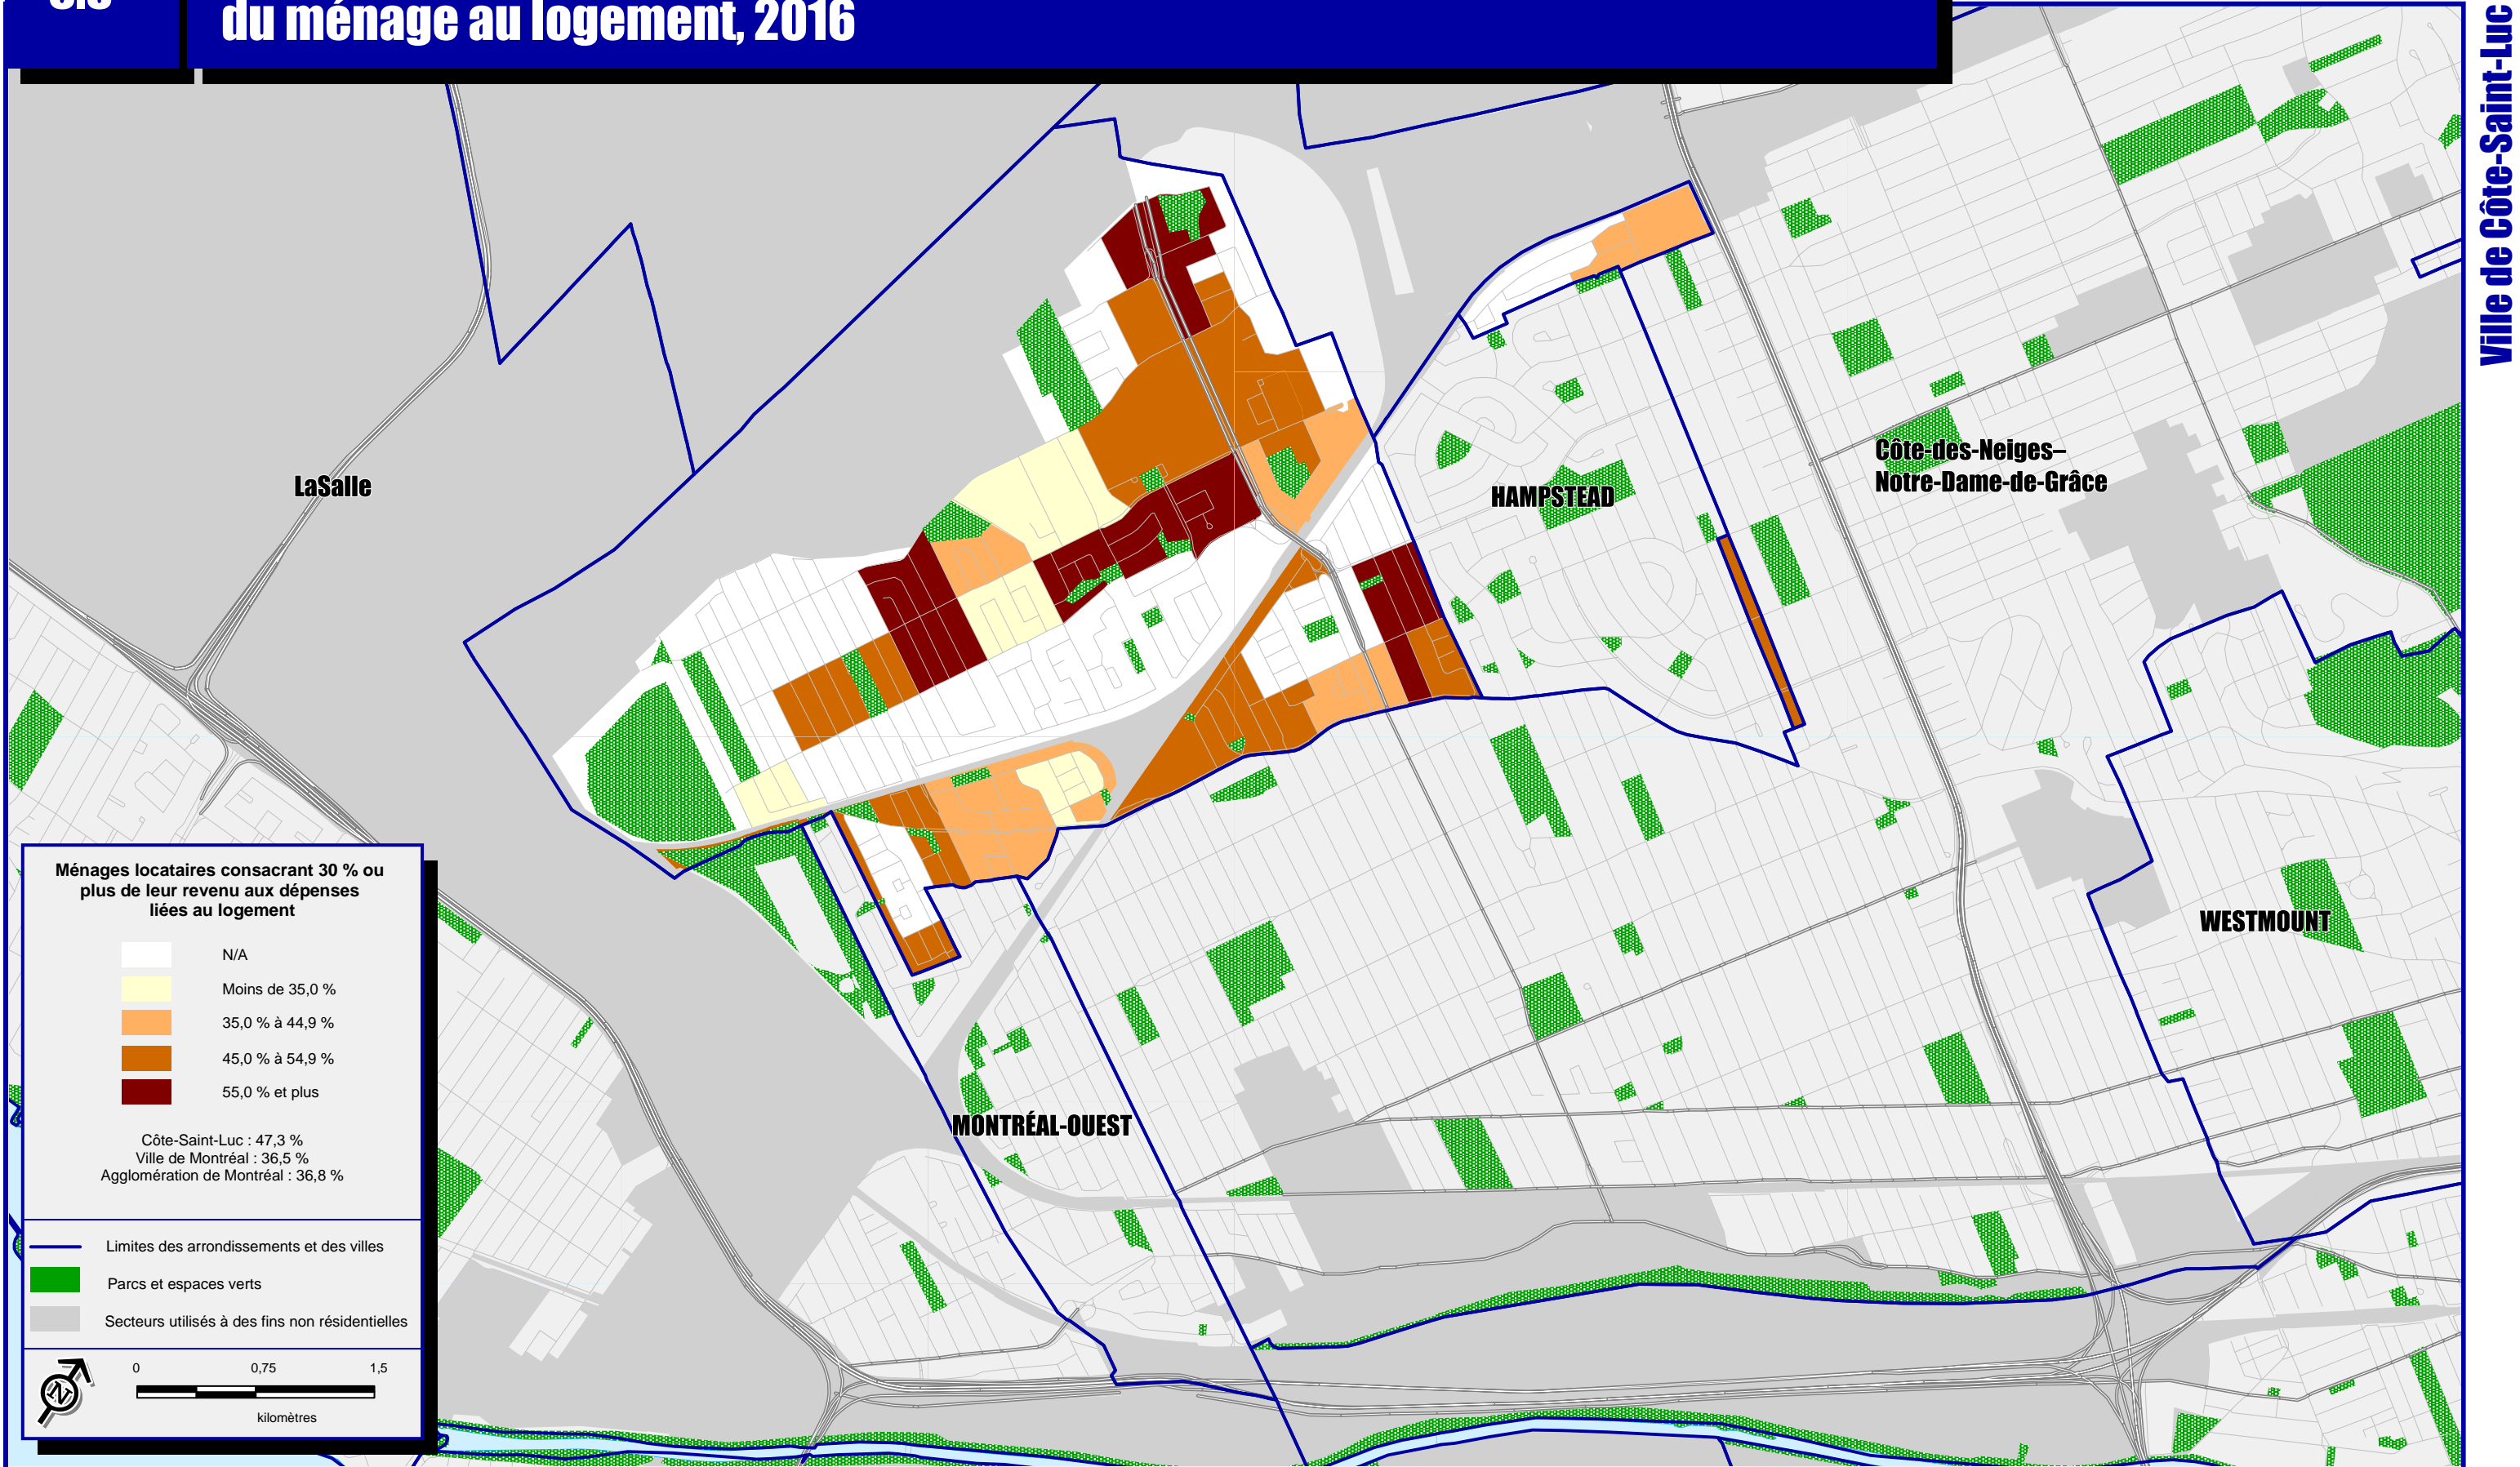 du ménage au logement, 2016
Ville de Côte-Saint-Luc
LaSalle
HAMPSTEAD
Côte-des-Neiges–
Notre-Dame-de-Grâce
WESTMOUNT
MONTRÉAL-OUEST
Ménages locataires consacrant 30 % ou
plus de leur revenu aux dépenses
liées au logement
N/A
Moins de 35,0 %
35,0 % à 44,9 %
45,0 % à 54,9 %
55,0 % et plus
Côte-Saint-Luc : 47,3 %
Ville de Montréal : 36,5 %
Agglomération de Montréal : 36,8 %
Limites des arrondissements et des villes
Parcs et espaces verts
Secteurs utilisés à des fins non résidentielles
N
0 0,75 1,5
kilomètres